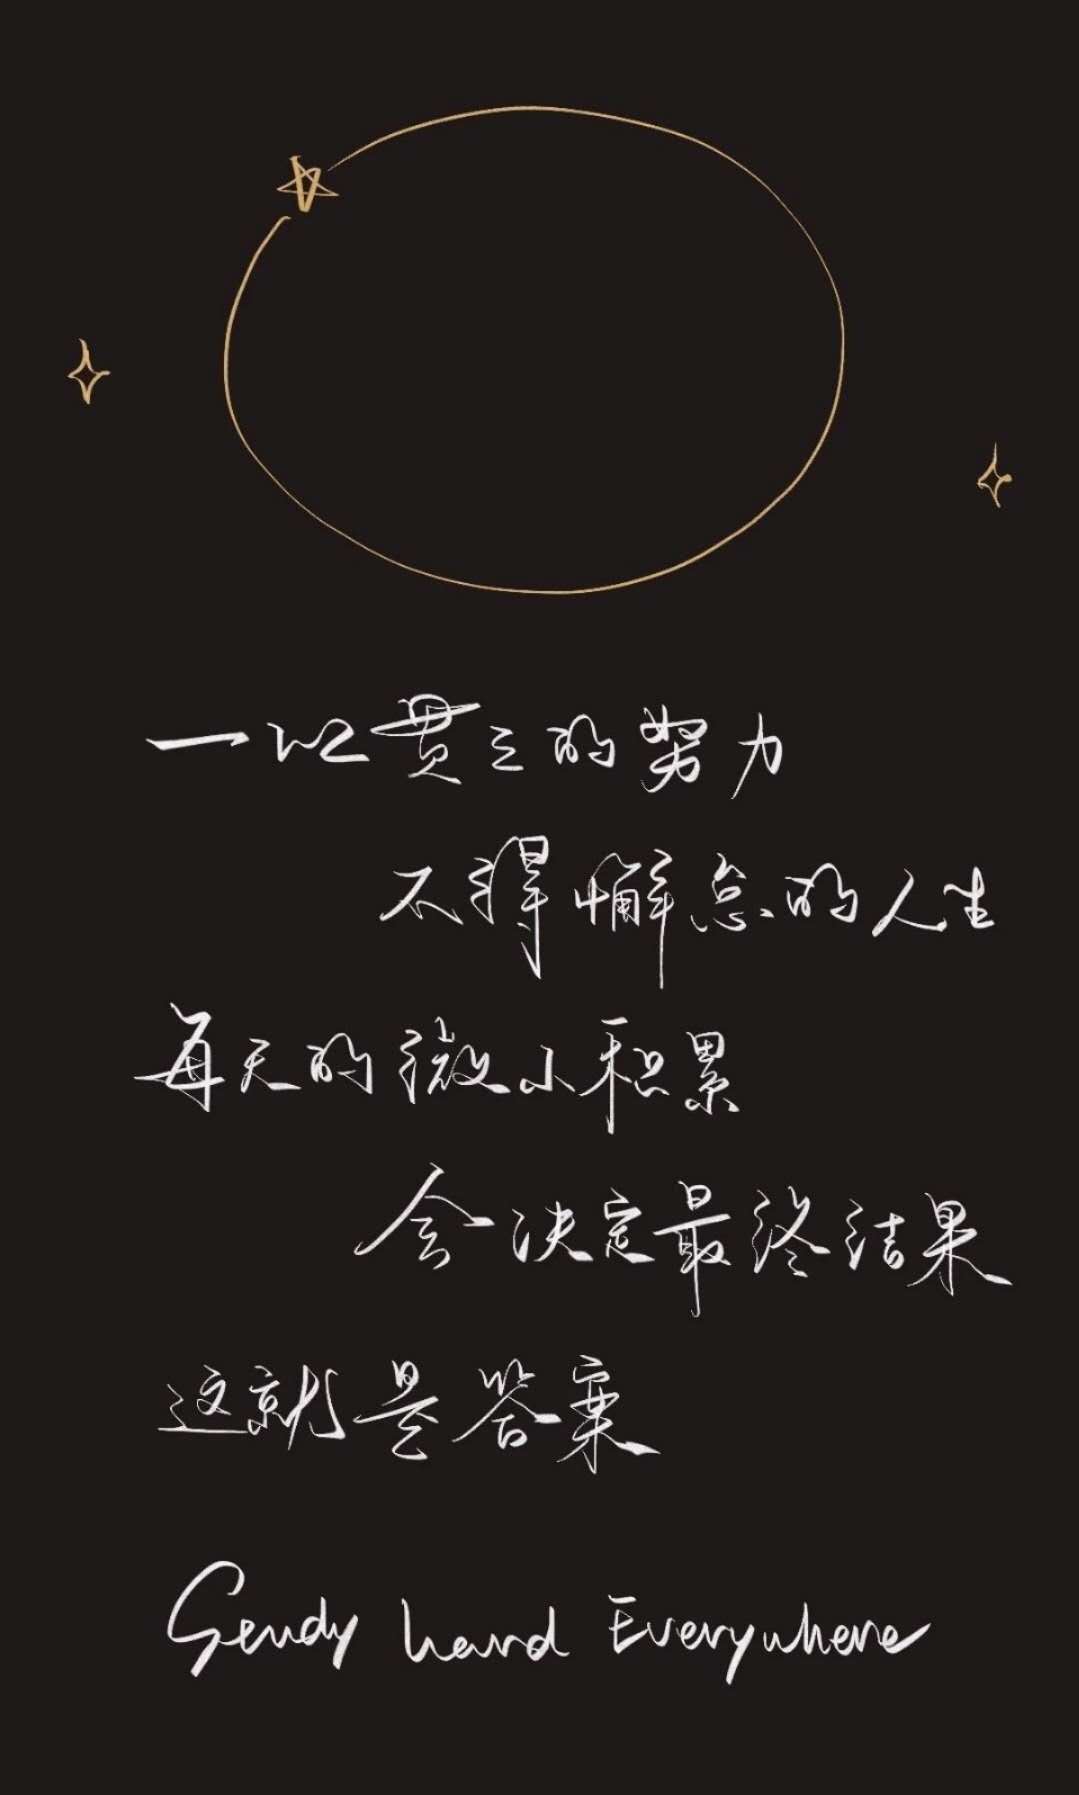 一以贯之的努力
不得懈怠的人生
每天的微小积累
会决定最终结果
这就是答案
hard Everywhere